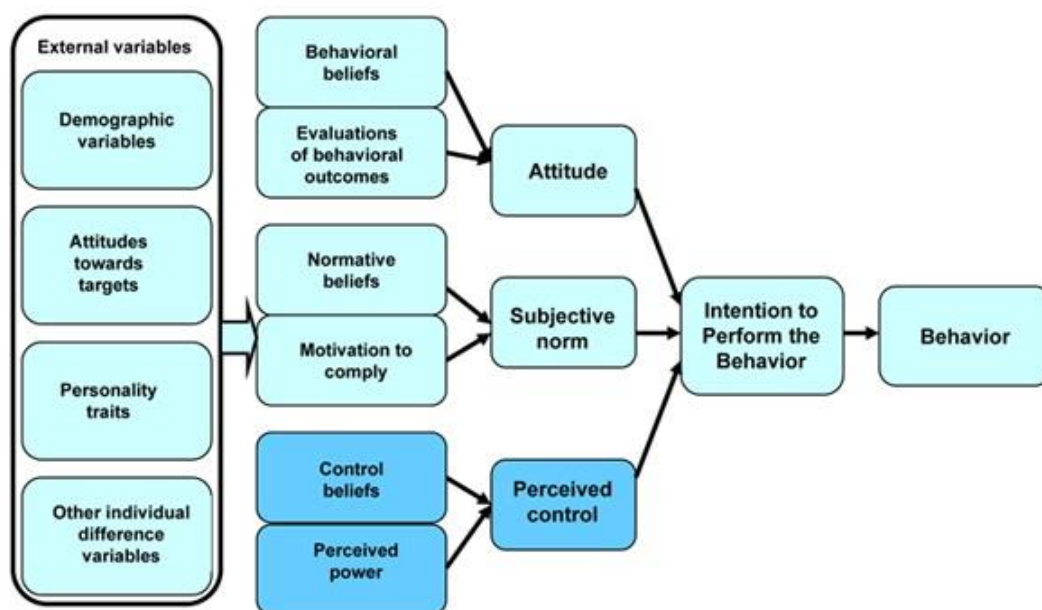 External variables
Demographic
variables
Attitudes
towards
targets
Personality
traits
Other individual
difference
variables
Behavioral
beliefs
Evaluations
of behavioral
outcomes
Normative
beliefs
Motivation to
comply
Control
beliefs
Perceived
power
Attitude
Subjective
norm
Perceived
control
Intention to
Perform the
Behavior
Behavior